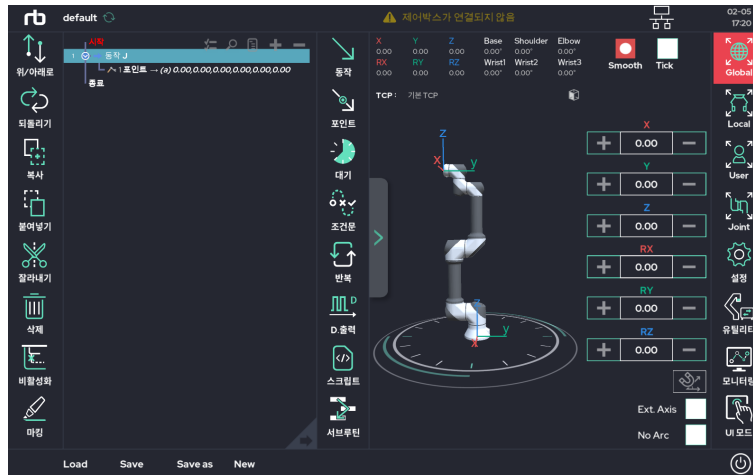 rb default
제어박스가 연결되지 않음
02-05
17:20
위/아래로
되돌리기
복사
붙여넣기
잘라내기
삭제
비활성화
마킹
시작
1 동작 J
1 포인트 → (a) 0.00,0.00,0.00,0.00,0.00,0.00
종료
동작
포인트
대기
조건문
반복
D
D.출력
스크립트
서브루틴
X Y Z Base Shoulder Elbow
0.00 0.00 0.00 0.00° 0.00° 0.00°
RX RY RZ Wrist1 Wrist2 Wrist3
0.00 0.00 0.00 0.00° 0.00° 0.00°
Smooth Tick
TCP : 기본 TCP
Z
X y
Z
y
X
X
+ 0.00 −
Y
+ 0.00 −
Z
+ 0.00 −
RX
+ 0.00 −
RY
+ 0.00 −
RZ
+ 0.00 −
Ext. Axis
No Arc
Global
Local
User
Joint
설정
유틸리티
모니터링
UI 모드
Load Save Save as New